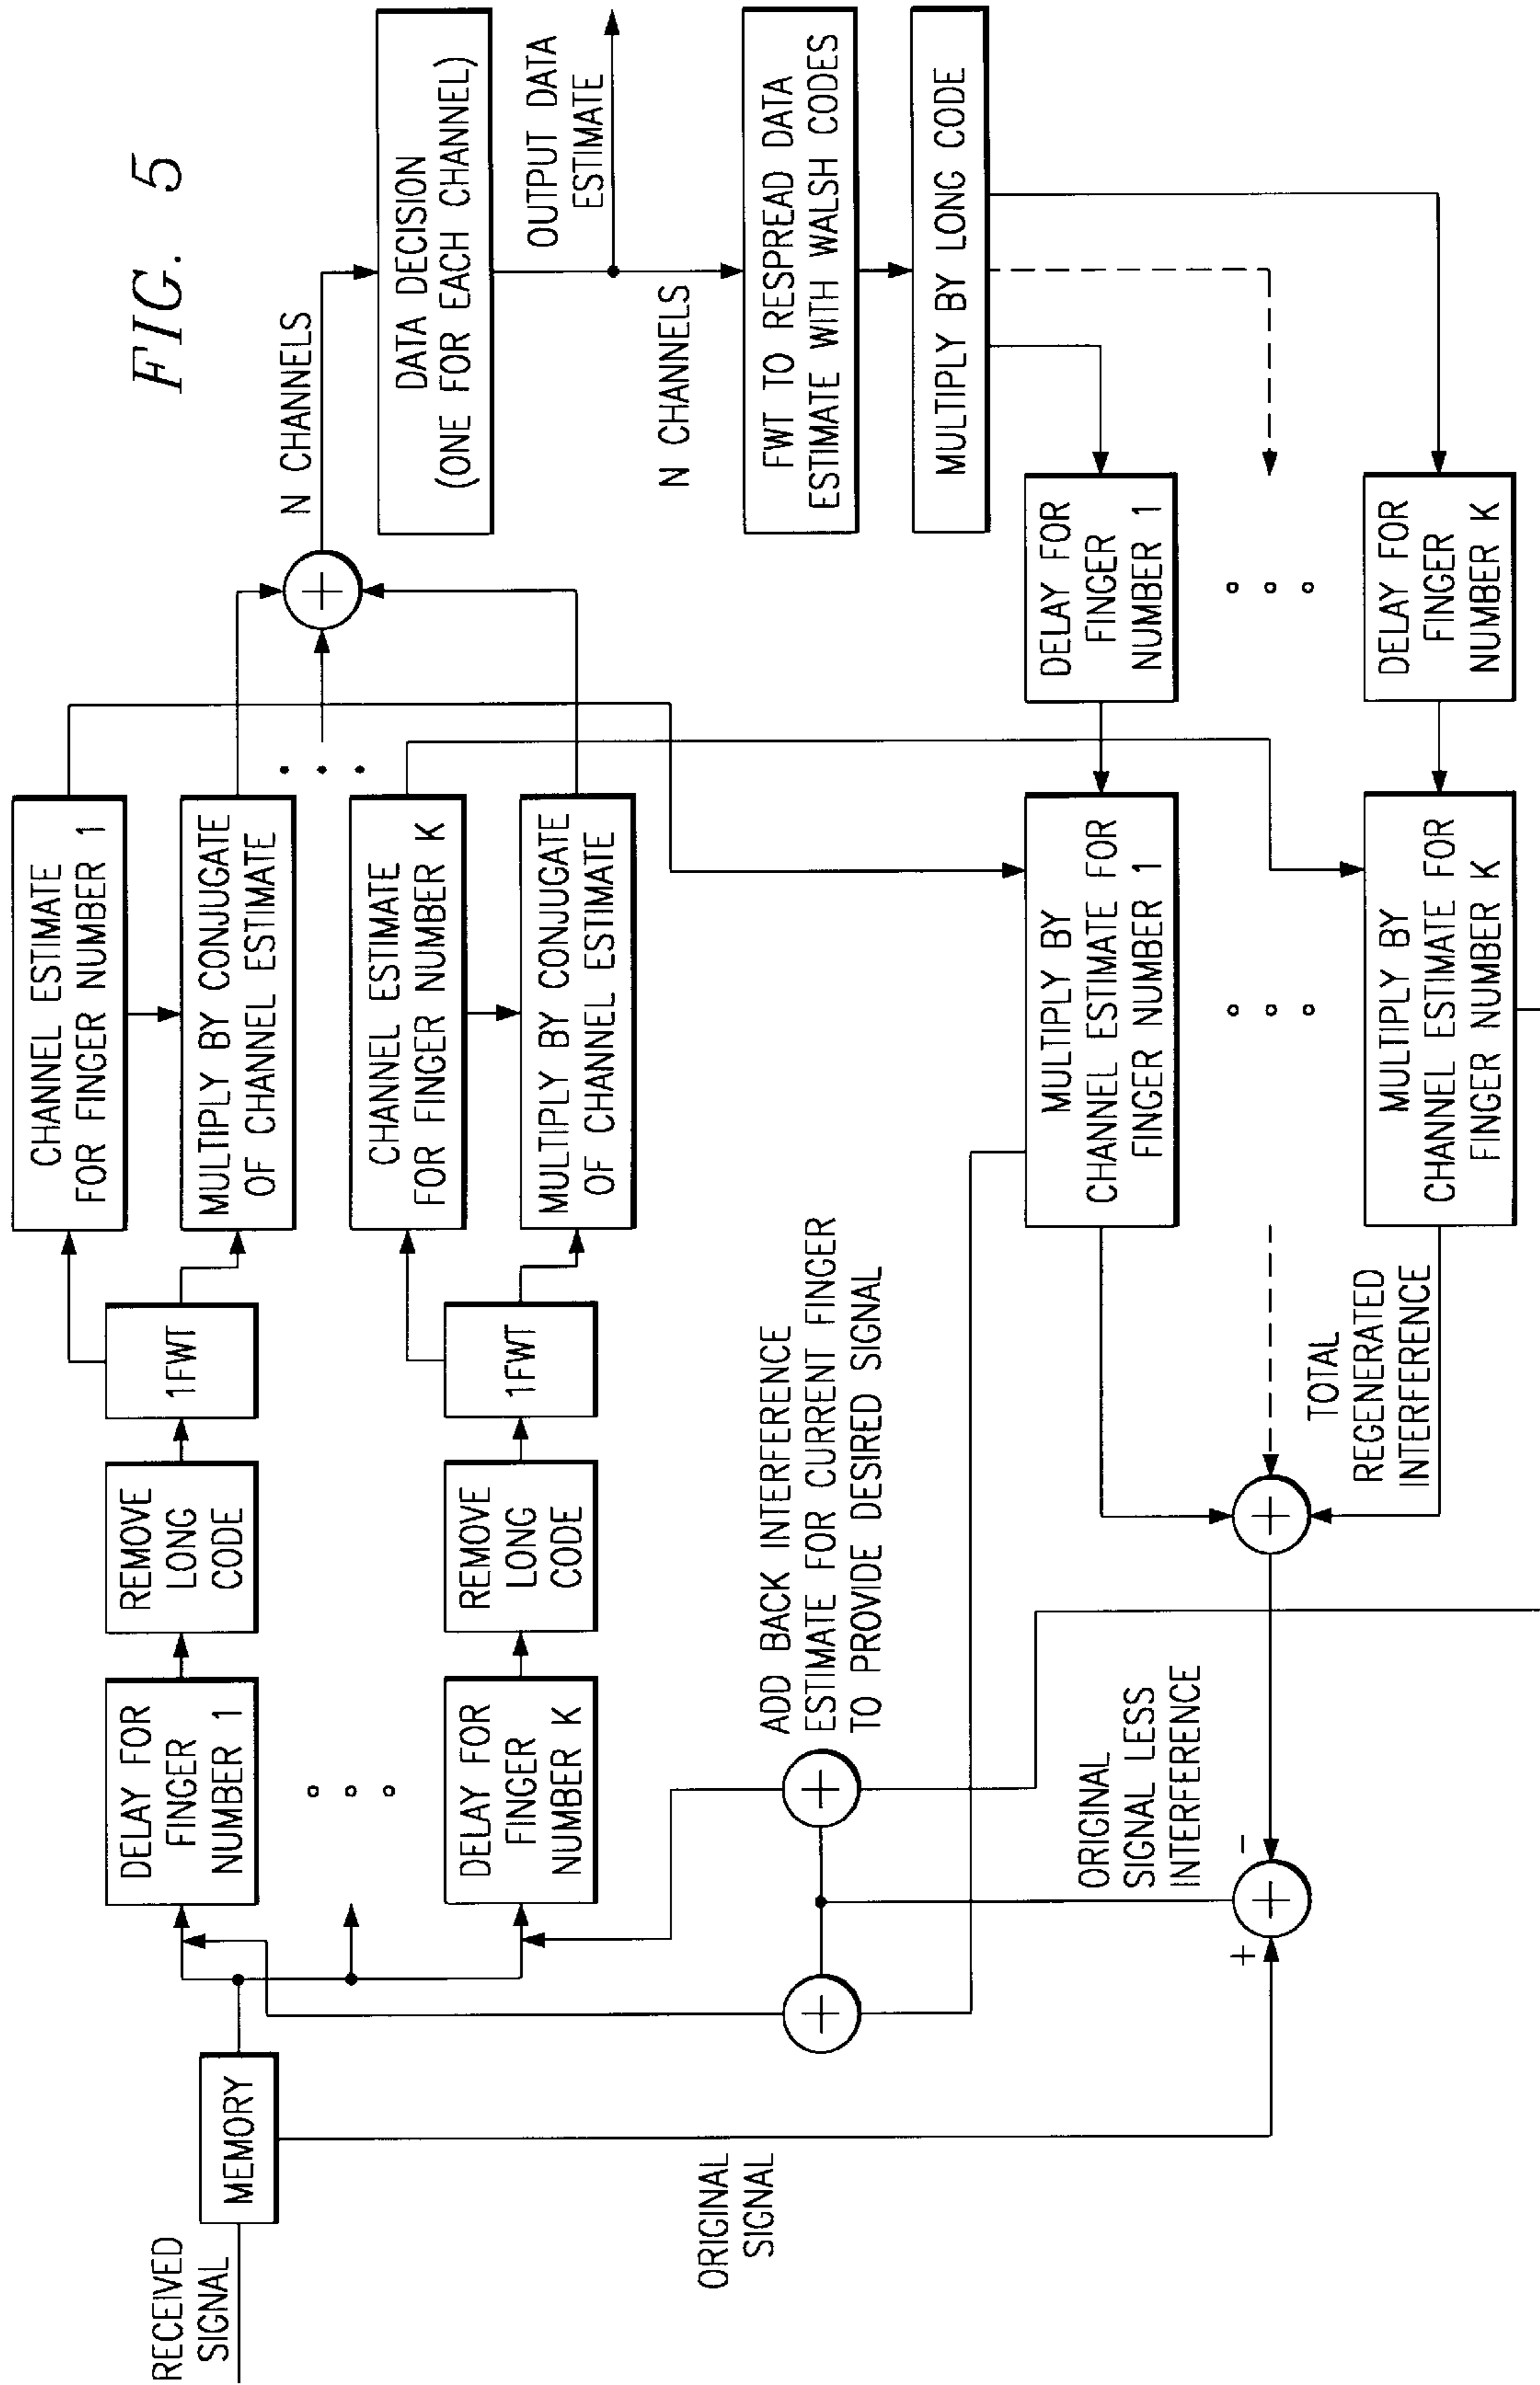 FIG. 5
RECEIVED
SIGNAL
MEMORY
DELAY FOR
FINGER
NUMBER 1
REMOVE
LONG
CODE
1FWT
CHANNEL ESTIMATE
FOR FINGER NUMBER 1
MULTIPLY BY CONJUGATE
OF CHANNEL ESTIMATE
DELAY FOR
FINGER
NUMBER K
REMOVE
LONG
CODE
1FWT
CHANNEL ESTIMATE
FOR FINGER NUMBER K
MULTIPLY BY CONJUGATE
OF CHANNEL ESTIMATE
+
N CHANNELS
DATA DECISION
(ONE FOR EACH CHANNEL)
OUTPUT DATA
ESTIMATE
N CHANNELS
FWT TO RESPREAD DATA
ESTIMATE WITH WALSH CODES
MULTIPLY BY LONG CODE
ORIGINAL
SIGNAL
+
+
ADD BACK INTERFERENCE
ESTIMATE FOR CURRENT FINGER
TO PROVIDE DESIRED SIGNAL
ORIGINAL
SIGNAL LESS
INTERFERENCE
+
+
-
+
TOTAL
REGENERATED
INTERFERENCE
MULTIPLY BY
CHANNEL ESTIMATE FOR
FINGER NUMBER 1
DELAY FOR
FINGER
NUMBER 1
MULTIPLY BY
CHANNEL ESTIMATE FOR
FINGER NUMBER K
DELAY FOR
FINGER
NUMBER K